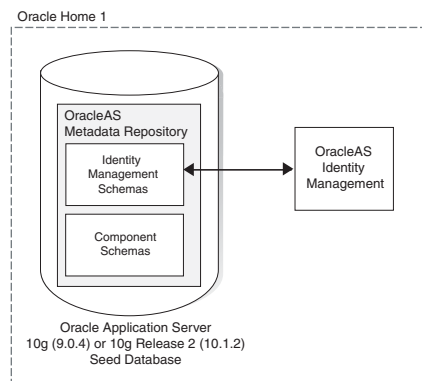 Oracle Home 1
OracleAS
Metadata Repository
Identity
Management
Schemas
Component
Schemas
OracleAS
Identity
Management
Oracle Application Server
10g (9.0.4) or 10g Release 2 (10.1.2)
Seed Database